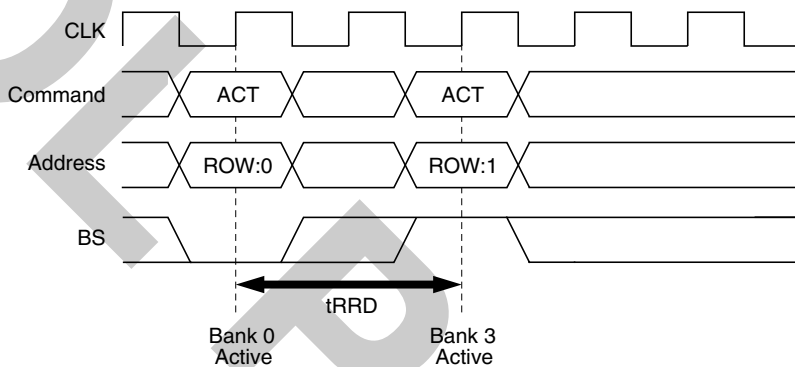 CLK
Command
ACT
ACT
Address
ROW:0
ROW:1
BS
tRRD
Bank 0
Active
Bank 3
Active